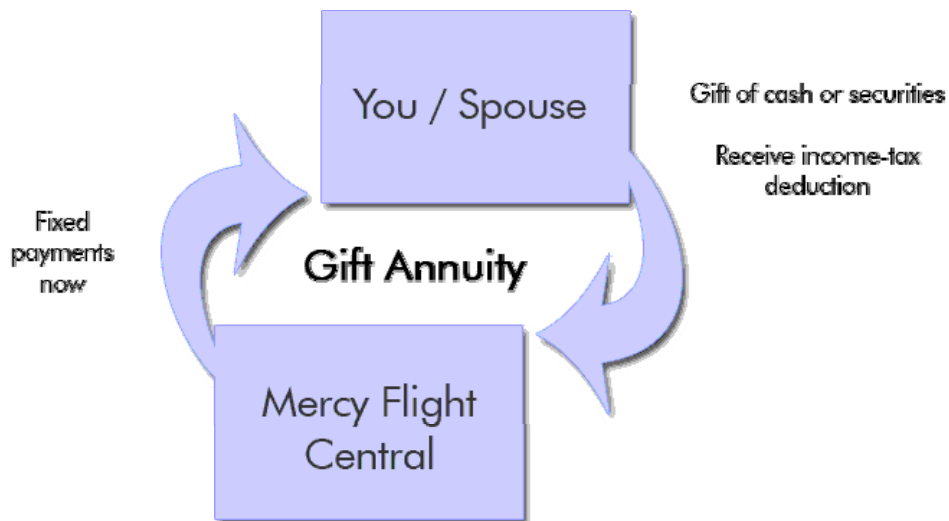 You / Spouse
Gift of cash or securities
Receive income-tax
deduction
Fixed
payments
now
Gift Annuity
Mercy Flight
Central